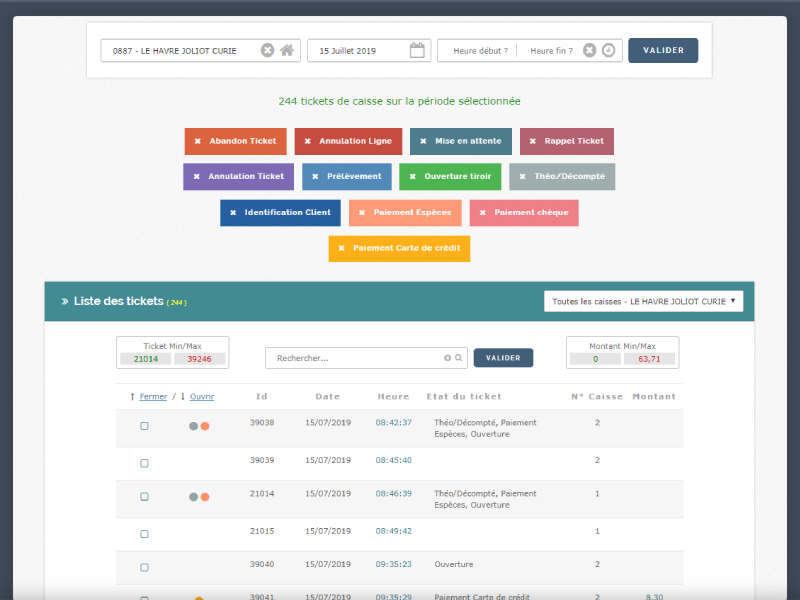 0887 - LE HAVRE JOLIOT CURIE
15 Juillet 2019
Heure début ?
Heure fin ?
VALIDER
244 tickets de caisse sur la période sélectionnée
Abandon Ticket
Annulation Ligne
Mise en attente
Rappel Ticket
Annulation Ticket
Prélèvement
Ouverture tiroir
Théo/Décompté
Identification Client
Paiement Espèces
Paiement chèque
Paiement Carte de crédit
Liste des tickets ( 244 )
Toutes les caisses - LE HAVRE JOLIOT CURIE
Ticket Min/Max
21014 39246
Rechercher...
VALIDER
Montant Min/Max
0 63,71
Fermer / Ouvrir Id Date Heure Etat du ticket N° Caisse Montant
39038 15/07/2019 08:42:37 Théo/Décompté, Paiement 2
Espèces, Ouverture
39039 15/07/2019 08:45:40 2
21014 15/07/2019 08:46:39 Théo/Décompté, Paiement 1
Espèces, Ouverture
21015 15/07/2019 08:49:42 1
39040 15/07/2019 09:35:23 Ouverture 2
39041 15/07/2019 09:35:29 Paiement Carte de crédit 2 8,30